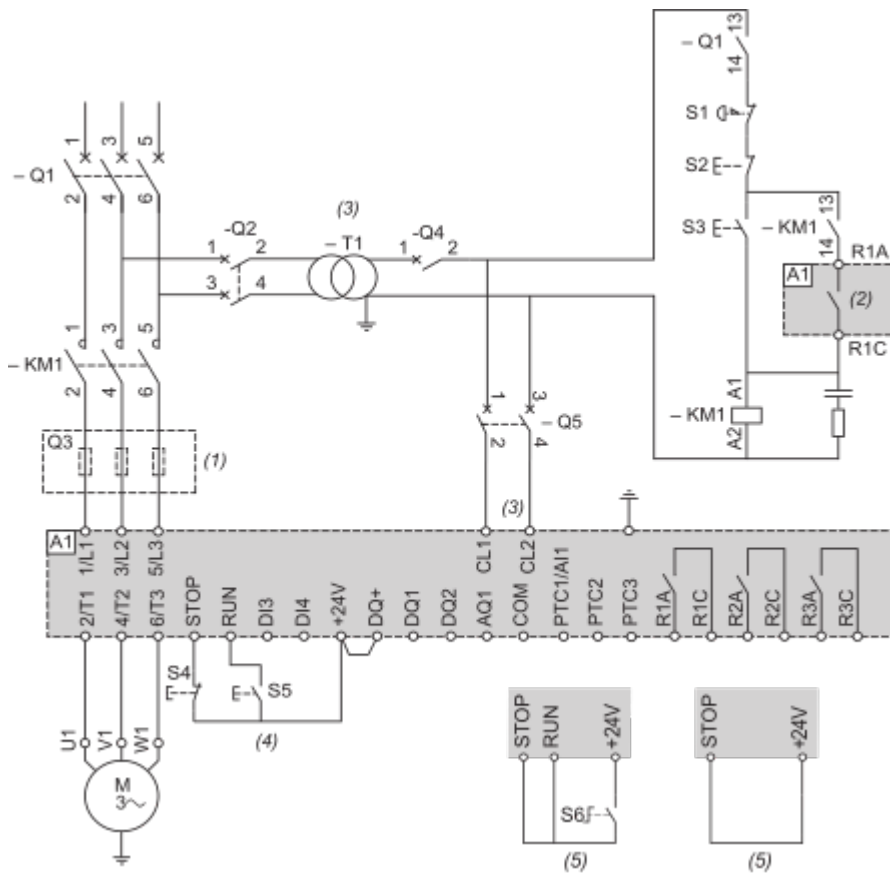 13
– Q1
14
S1
S2
S3
13
– KM1
14
R1A
A1
(2)
R1C
A1
– KM1
A2
1
3
5
– Q1
2
4
6
-Q2
1
2
3
4
(3)
– T1
-Q4
1
2
1
3
5
– KM1
2
4
6
1
3
– Q5
2
4
Q3
(1)
(3)
A1
1/L1
3/L2
5/L3
CL1
CL2
2/T1
4/T2
6/T3
STOP
RUN
DI3
DI4
+24V
DQ+
DQ1
DQ2
AQ1
COM
PTC1/AI1
PTC2
PTC3
R1A
R1C
R2A
R2C
R3A
R3C
S4
S5
(4)
U1
V1
W1
M
3
STOP
RUN
+24V
S6
(5)
STOP
+24V
(5)